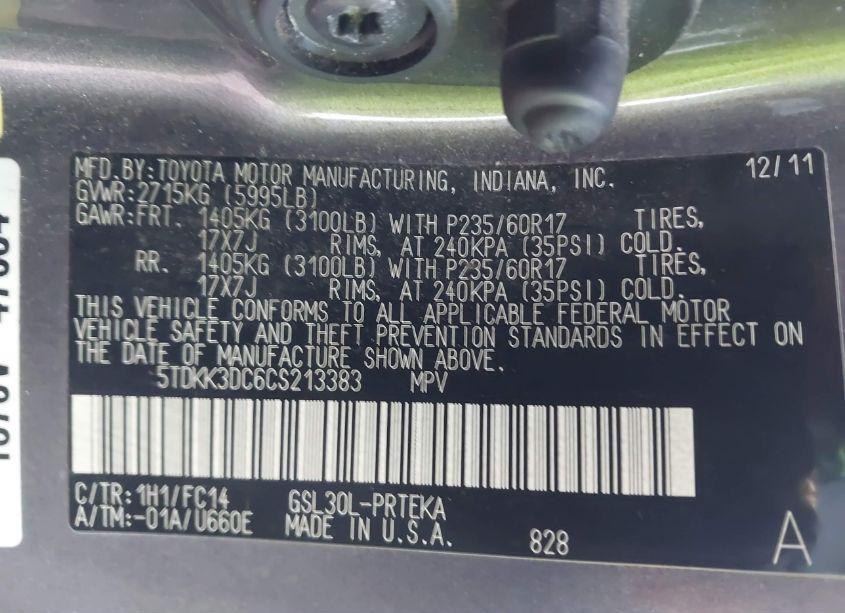 MFD.BY:TOYOTA MOTOR MANUFACTURING, INDIANA, INC. 12/11
GVWR:2715KG (5995LB)
GAWR:FRT. 1405KG (3100LB) WITH P235/60R17 TIRES,
17X7J RIMS, AT 240KPA (35PSI) COLD.
RR. 1405KG (3100LB) WITH P235/60R17 TIRES,
17X7J RIMS, AT 240KPA (35PSI) COLD.
THIS VEHICLE CONFORMS TO ALL APPLICABLE FEDERAL MOTOR
VEHICLE SAFETY AND THEFT PREVENTION STANDARDS IN EFFECT ON
THE DATE OF MANUFACTURE SHOWN ABOVE.
5TDKK3DC6CS213383 MPV
C/TR:1H1/FC14 GSL30L-PRTEKA
A/TM:-01A/U660E MADE IN U.S.A. 828 A